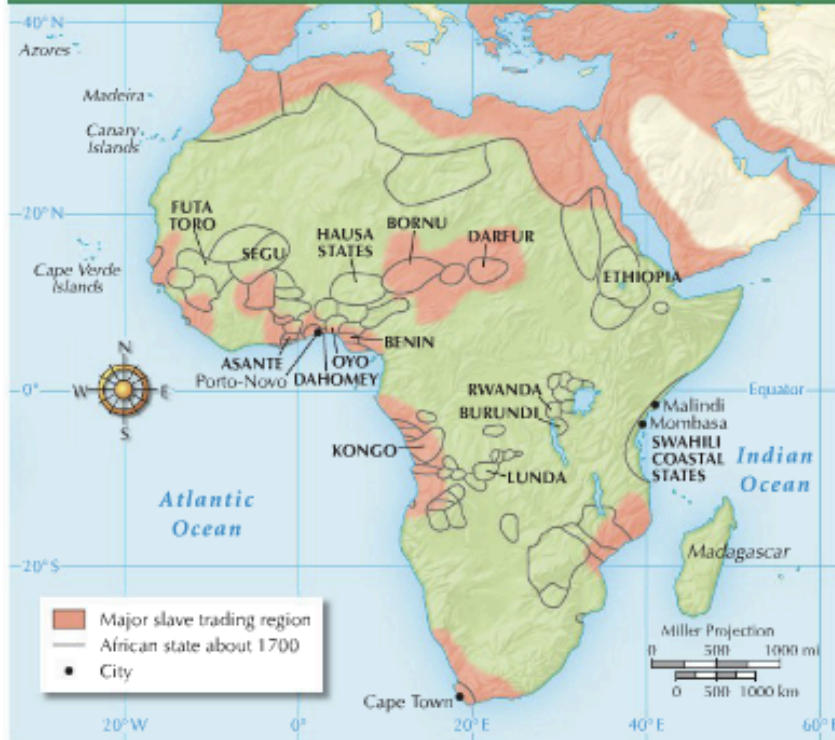 40°N
Azores
Madeira
Canary
Islands
20°N
FUTA
TORO
SEGU
HAUSA
STATES
BORNU
DARFUR
ETHIOPIA
Cape Verde
Islands
N
W
E
S
ASANTE
Porto-Novo
DAHOMEY
OYO
BENIN
0°
Equator
RWANDA
BURUNDI
Malindi
Mombasa
SWAHILI
COASTAL
STATES
Indian
Ocean
KONGO
LUNDA
Atlantic
Ocean
20°S
Madagascar
Major slave trading region
African state about 1700
City
Miller Projection
0 500 1000 mi
0 500 1000 km
Cape Town
20°W
0°
20°E
40°E
60°